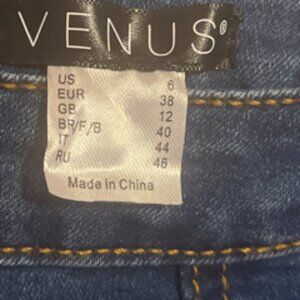 VENUS®
US 6
EUR 38
GB 12
BR/F/B 40
IT 44
RU 46
Made in China